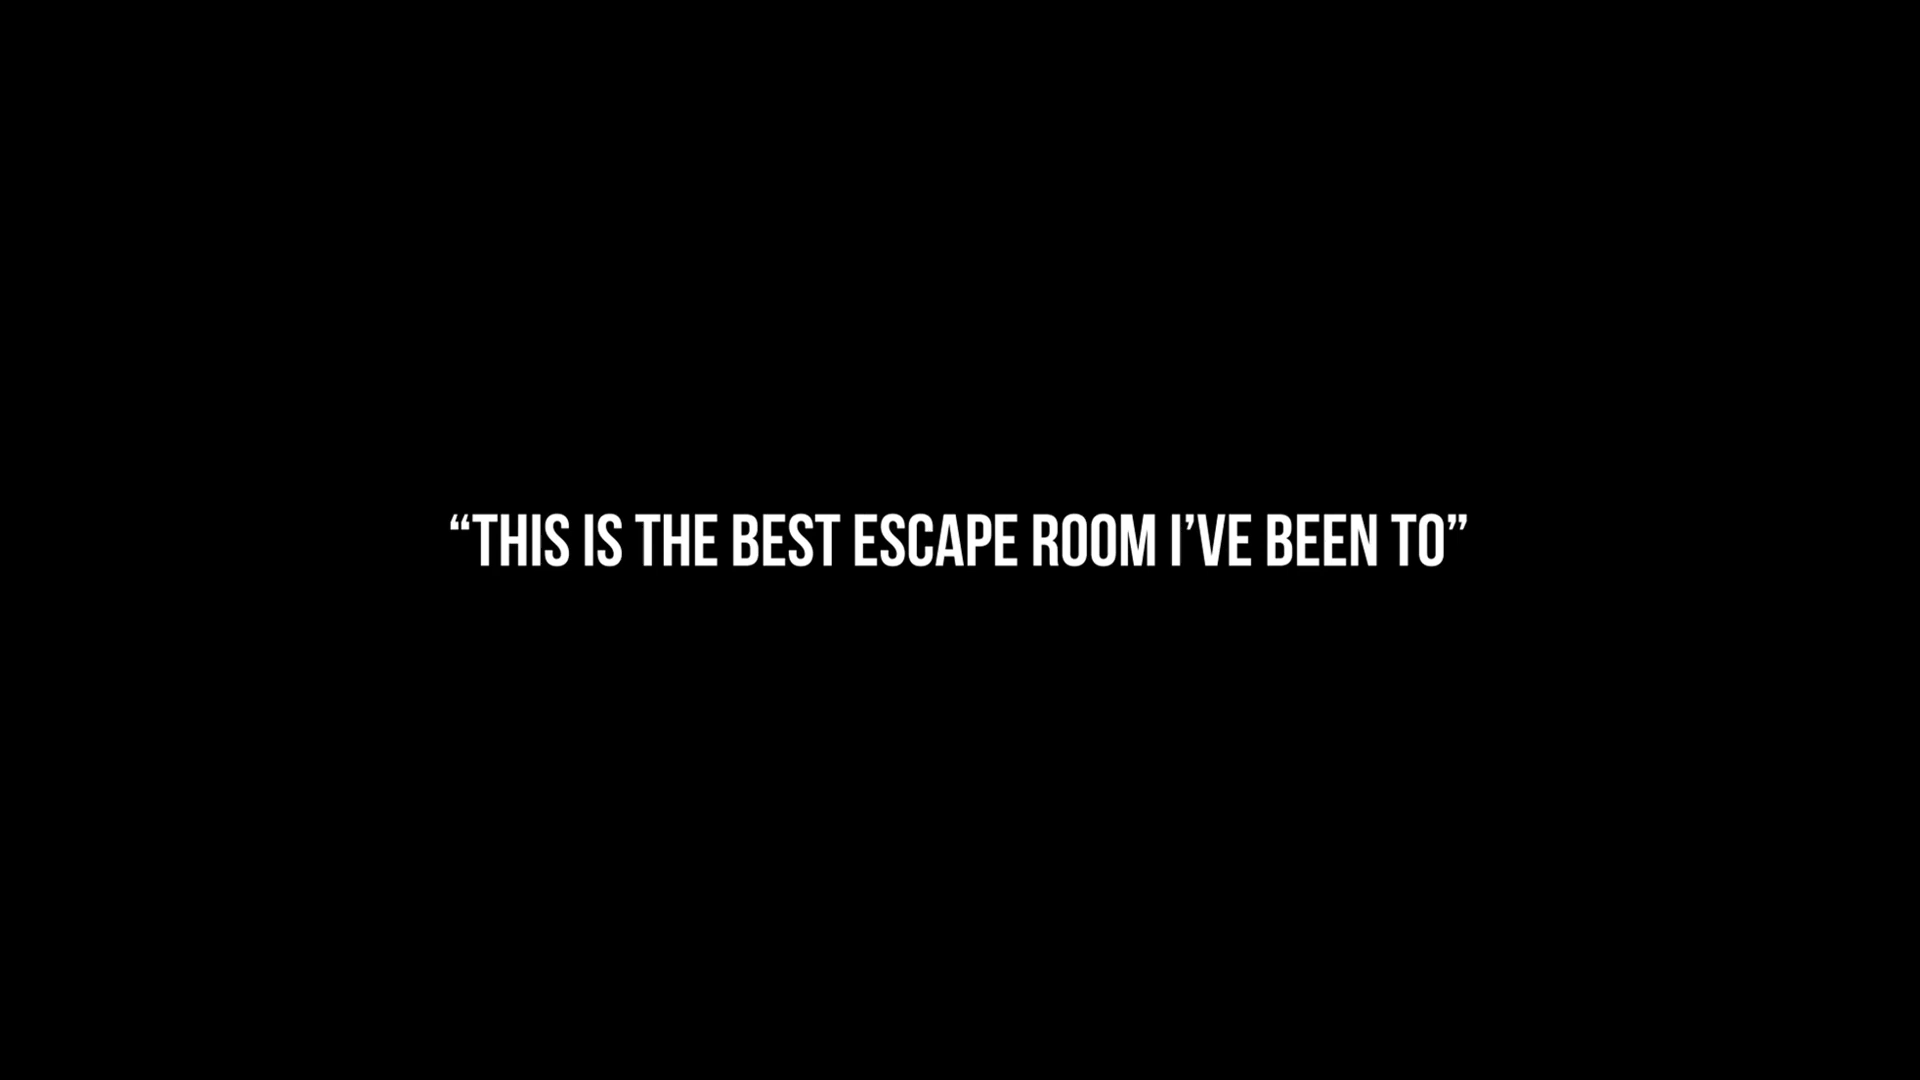 “THIS IS THE BEST ESCAPE ROOM I’VE BEEN TO”